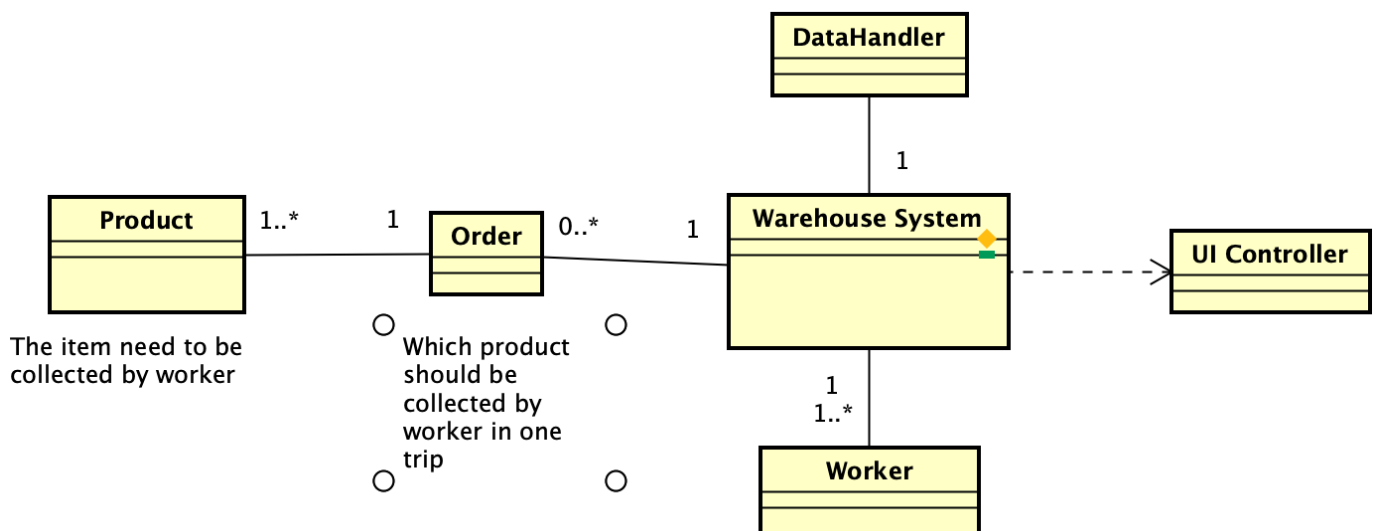 DataHandler
1
Product
1..*
1
Order
0..*
1
Warehouse System
UI Controller
The item need to be
collected by worker
Which product
should be
collected by
worker in one
trip
1
1..*
Worker